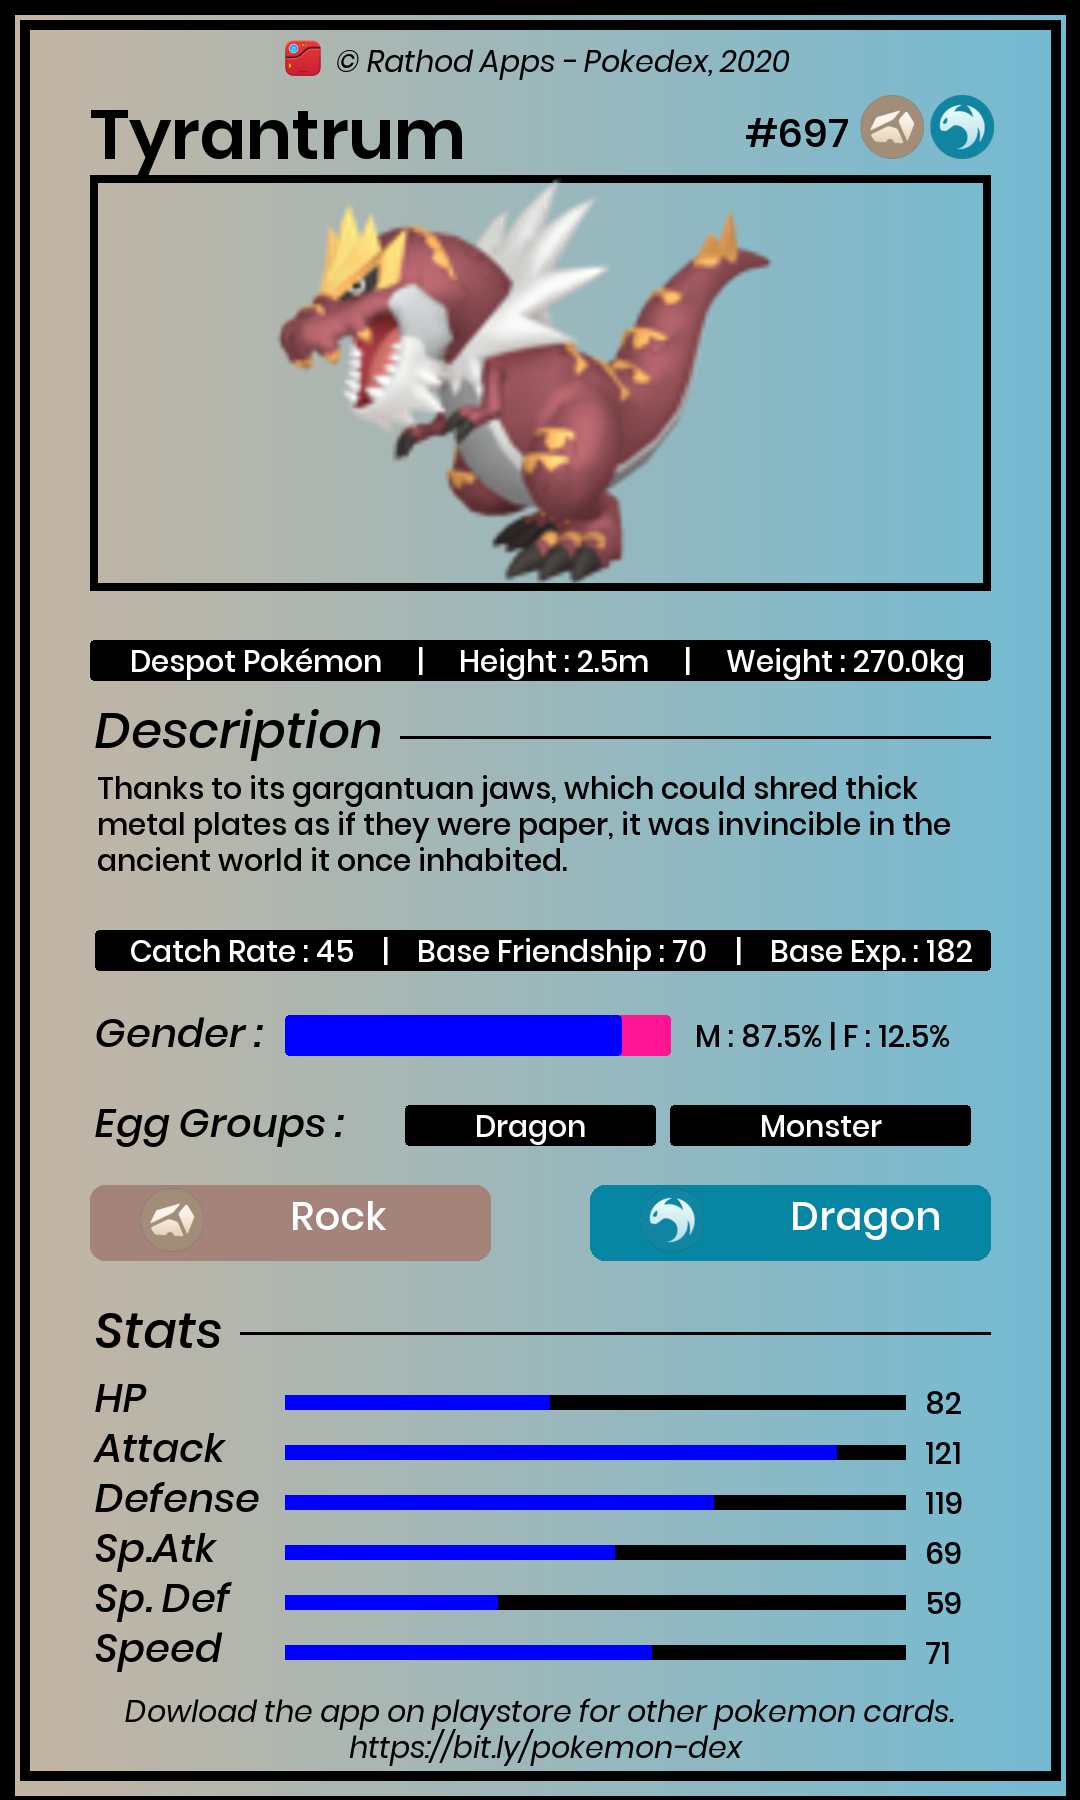 © Rathod Apps - Pokedex, 2020
Tyrantrum #697
Despot Pokémon | Height : 2.5m | Weight : 270.0kg
Description
Thanks to its gargantuan jaws, which could shred thick
metal plates as if they were paper, it was invincible in the
ancient world it once inhabited.
Catch Rate : 45 | Base Friendship : 70 | Base Exp. : 182
Gender : M : 87.5% | F : 12.5%
Egg Groups : Dragon Monster
Rock Dragon
Stats
HP 82
Attack 121
Defense 119
Sp.Atk 69
Sp. Def 59
Speed 71
Dowload the app on playstore for other pokemon cards.
https://bit.ly/pokemon-dex